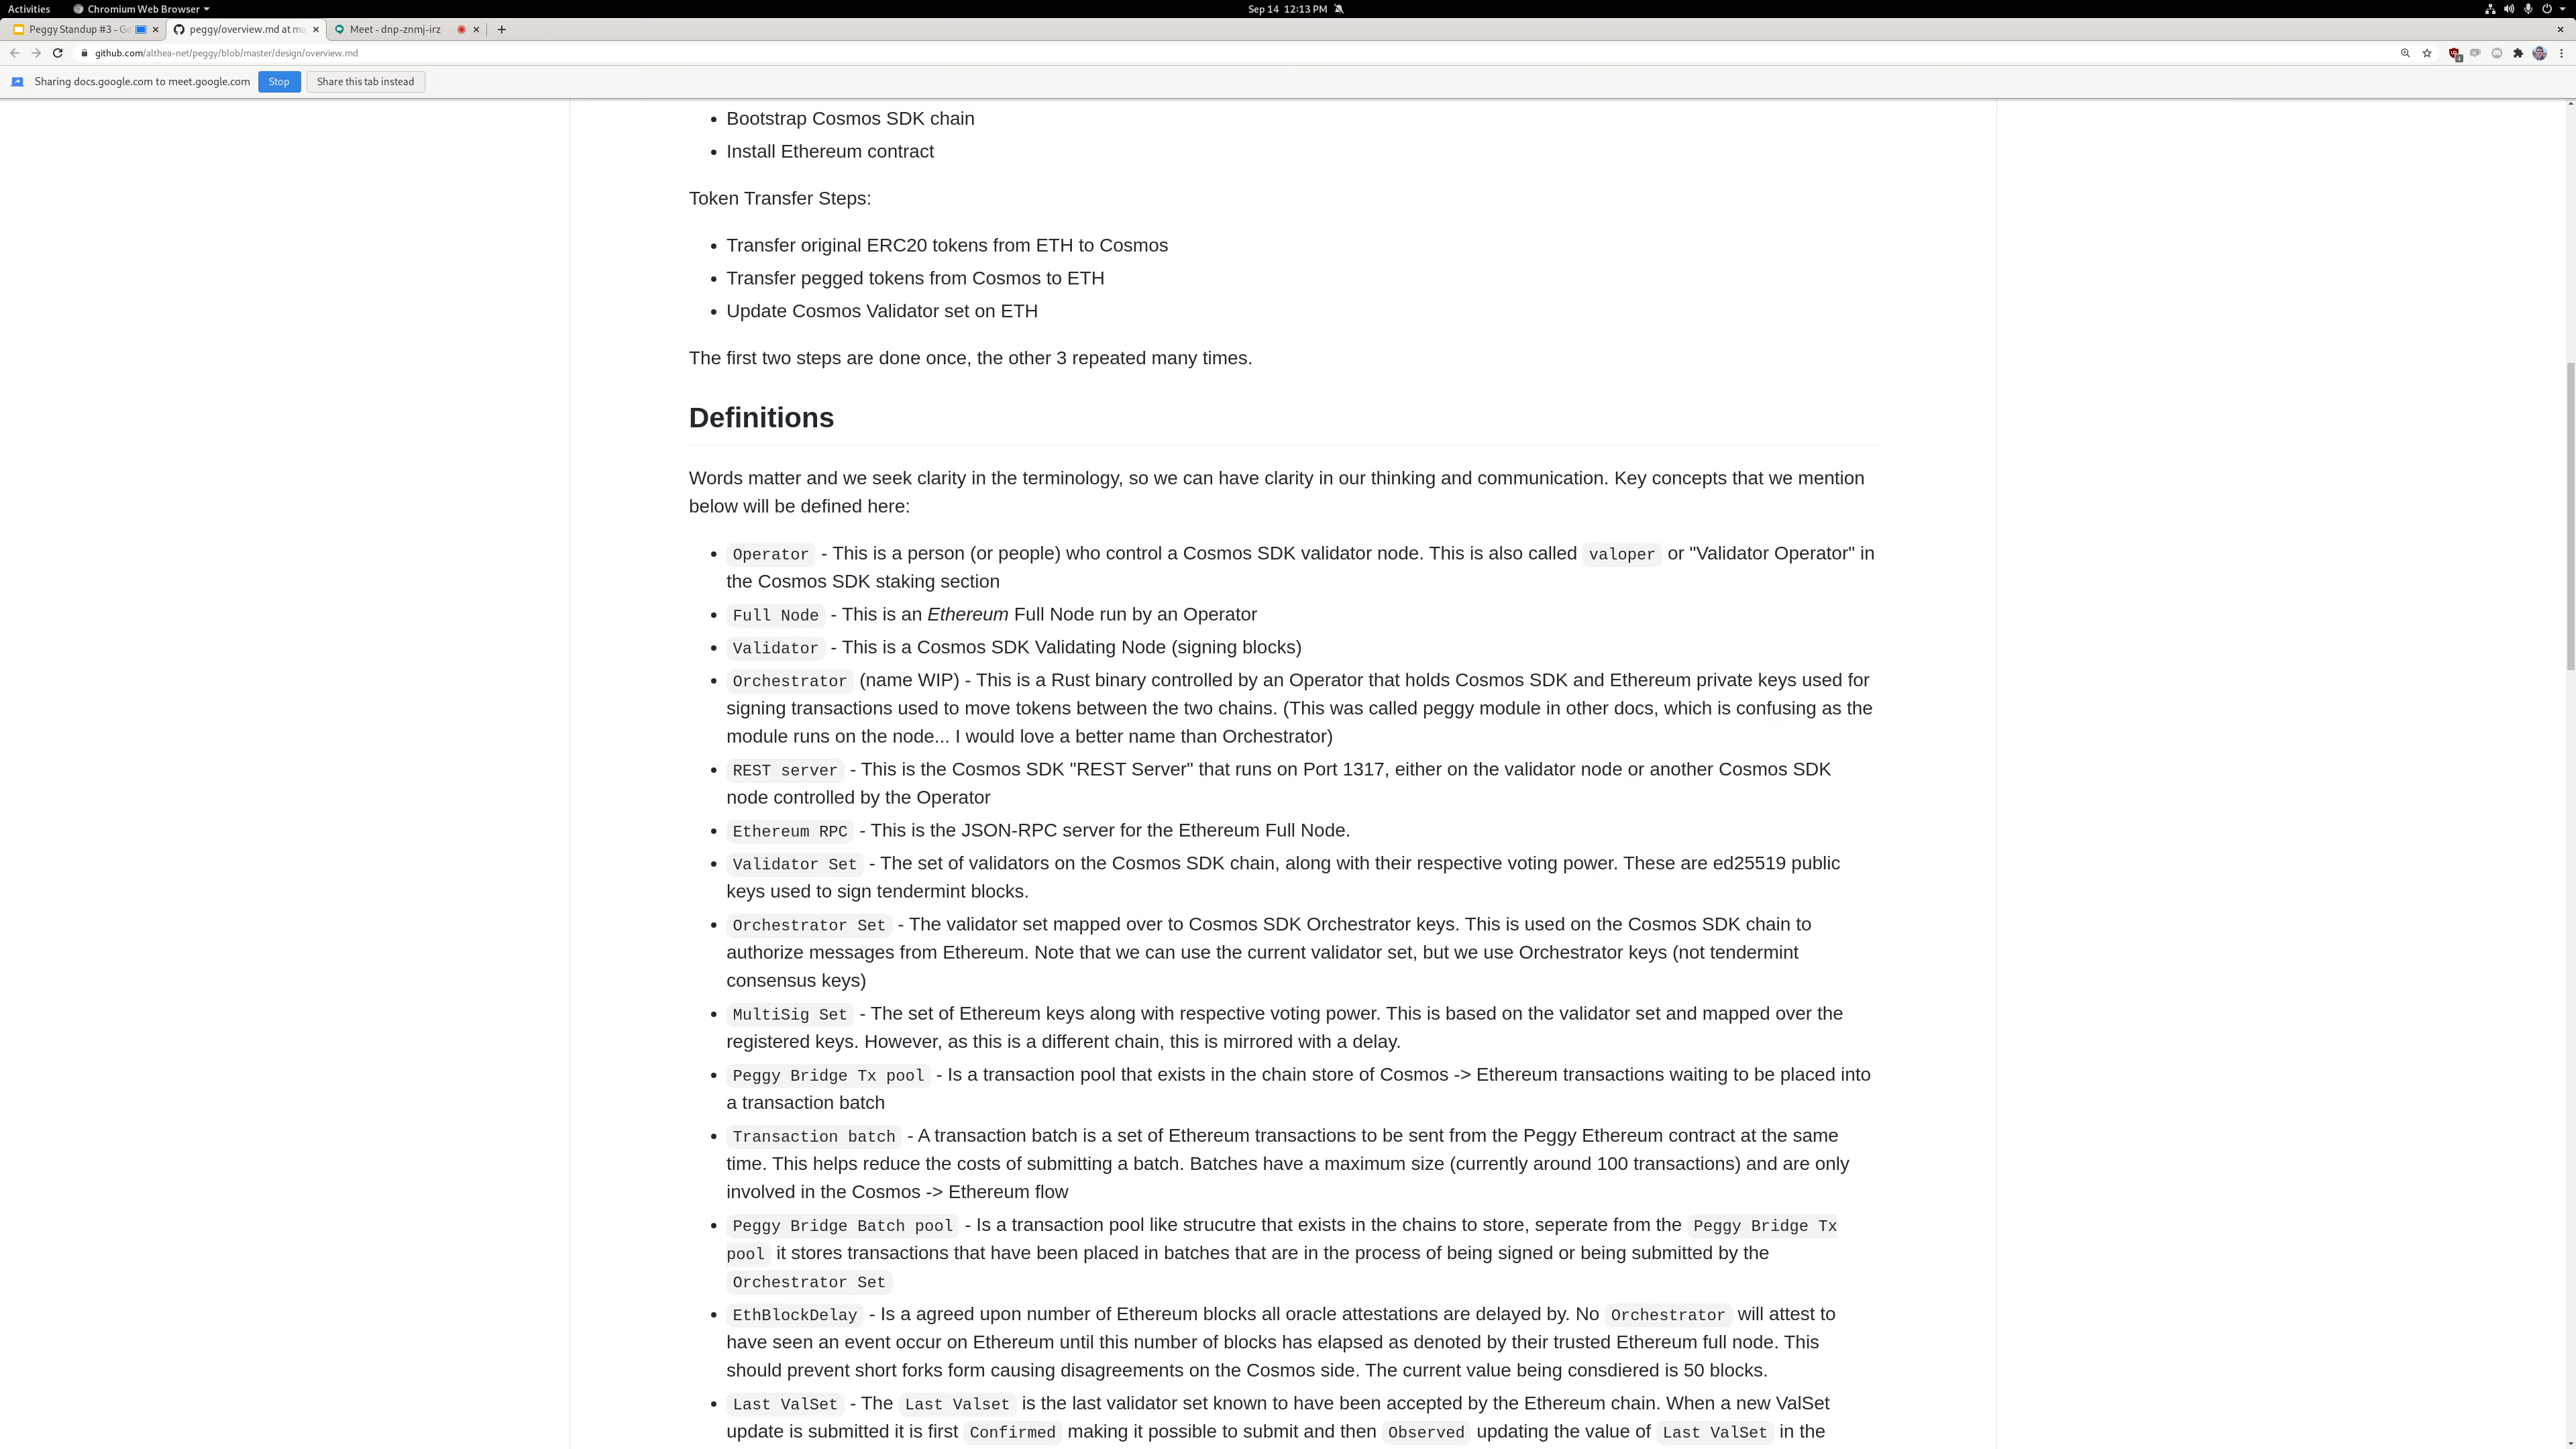 Activities Chromium Web Browser Sep 14 12:13 PM
Peggy Standup #3 - Go peggy/overview.md at ma Meet - dnp-znmj-irz
github.com/althea-net/peggy/blob/master/design/overview.md
Sharing docs.google.com to meet.google.com Stop Share this tab instead
• Bootstrap Cosmos SDK chain
• Install Ethereum contract
Token Transfer Steps:
• Transfer original ERC20 tokens from ETH to Cosmos
• Transfer pegged tokens from Cosmos to ETH
• Update Cosmos Validator set on ETH
The first two steps are done once, the other 3 repeated many times.
Definitions
Words matter and we seek clarity in the terminology, so we can have clarity in our thinking and communication. Key concepts that we mention
below will be defined here:
• Operator - This is a person (or people) who control a Cosmos SDK validator node. This is also called valoper or "Validator Operator" in
the Cosmos SDK staking section
• Full Node - This is an Ethereum Full Node run by an Operator
• Validator - This is a Cosmos SDK Validating Node (signing blocks)
• Orchestrator (name WIP) - This is a Rust binary controlled by an Operator that holds Cosmos SDK and Ethereum private keys used for
signing transactions used to move tokens between the two chains. (This was called peggy module in other docs, which is confusing as the
module runs on the node... I would love a better name than Orchestrator)
• REST server - This is the Cosmos SDK "REST Server" that runs on Port 1317, either on the validator node or another Cosmos SDK
node controlled by the Operator
• Ethereum RPC - This is the JSON-RPC server for the Ethereum Full Node.
• Validator Set - The set of validators on the Cosmos SDK chain, along with their respective voting power. These are ed25519 public
keys used to sign tendermint blocks.
• Orchestrator Set - The validator set mapped over to Cosmos SDK Orchestrator keys. This is used on the Cosmos SDK chain to
authorize messages from Ethereum. Note that we can use the current validator set, but we use Orchestrator keys (not tendermint
consensus keys)
• MultiSig Set - The set of Ethereum keys along with respective voting power. This is based on the validator set and mapped over the
registered keys. However, as this is a different chain, this is mirrored with a delay.
• Peggy Bridge Tx pool - Is a transaction pool that exists in the chain store of Cosmos -> Ethereum transactions waiting to be placed into
a transaction batch
• Transaction batch - A transaction batch is a set of Ethereum transactions to be sent from the Peggy Ethereum contract at the same
time. This helps reduce the costs of submitting a batch. Batches have a maximum size (currently around 100 transactions) and are only
involved in the Cosmos -> Ethereum flow
• Peggy Bridge Batch pool - Is a transaction pool like strucutre that exists in the chains to store, seperate from the Peggy Bridge Tx
pool it stores transactions that have been placed in batches that are in the process of being signed or being submitted by the
Orchestrator Set
• EthBlockDelay - Is a agreed upon number of Ethereum blocks all oracle attestations are delayed by. No Orchestrator will attest to
have seen an event occur on Ethereum until this number of blocks has elapsed as denoted by their trusted Ethereum full node. This
should prevent short forks form causing disagreements on the Cosmos side. The current value being consdiered is 50 blocks.
• Last ValSet - The Last Valset is the last validator set known to have been accepted by the Ethereum chain. When a new ValSet
update is submitted it is first Confirmed making it possible to submit and then Observed updating the value of Last ValSet in the